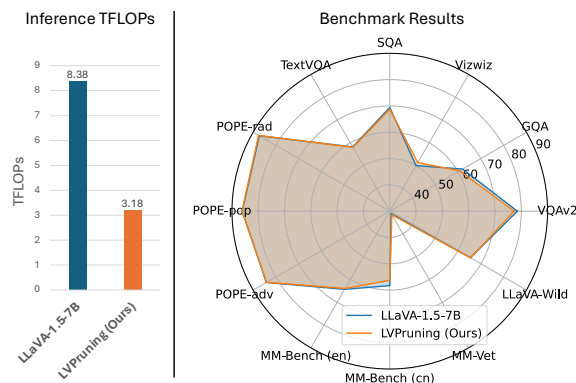 Inference TFLOPs
TFLOPs
9
8
7
6
5
4
3
2
1
0
8.38
3.18
LLaVA-1.5-7B
LVPruning (Ours)
Benchmark Results
SQA
Vizwiz
GQA
VQAv2
LLaVA-Wild
MM-Vet
MM-Bench (cn)
MM-Bench (en)
POPE-adv
POPE-pop
POPE-rad
TextVQA
40
50
60
70
80
90
LLaVA-1.5-7B
LVPruning (Ours)